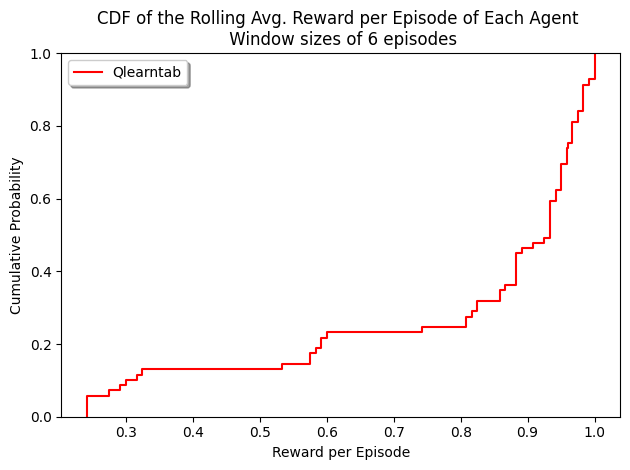 CDF of the Rolling Avg. Reward per Episode of Each Agent
Window sizes of 6 episodes
Qlearntab
Cumulative Probability
1.0
0.8
0.6
0.4
0.2
0.0
0.3 0.4 0.5 0.6 0.7 0.8 0.9 1.0
Reward per Episode